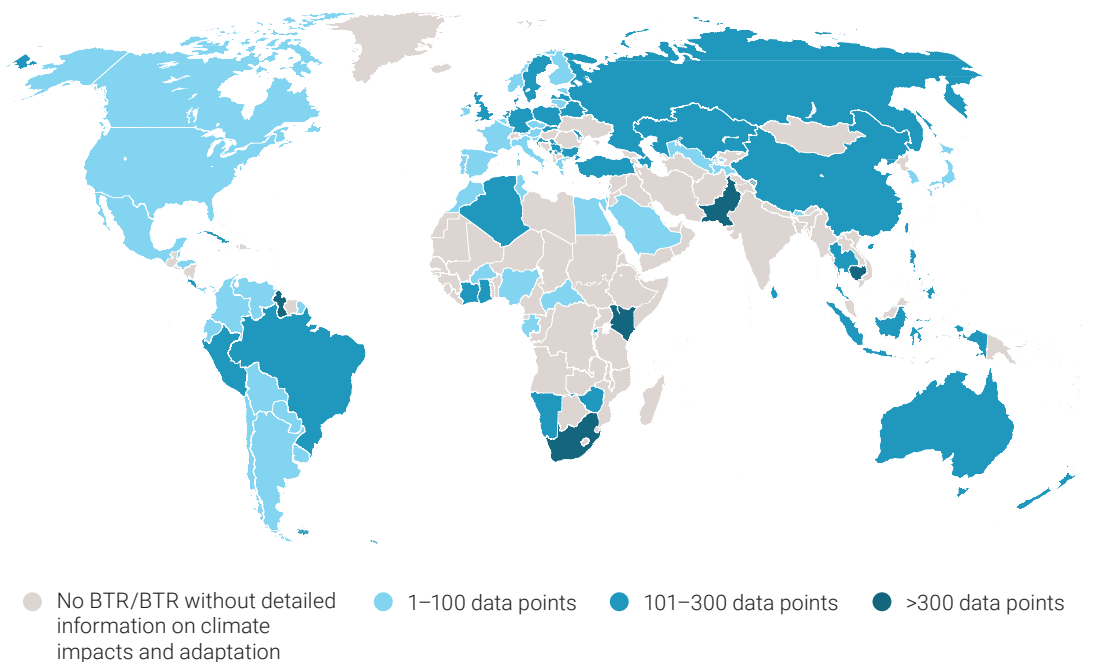 No BTR/BTR without detailed
information on climate
impacts and adaptation
1–100 data points
101–300 data points
>300 data points